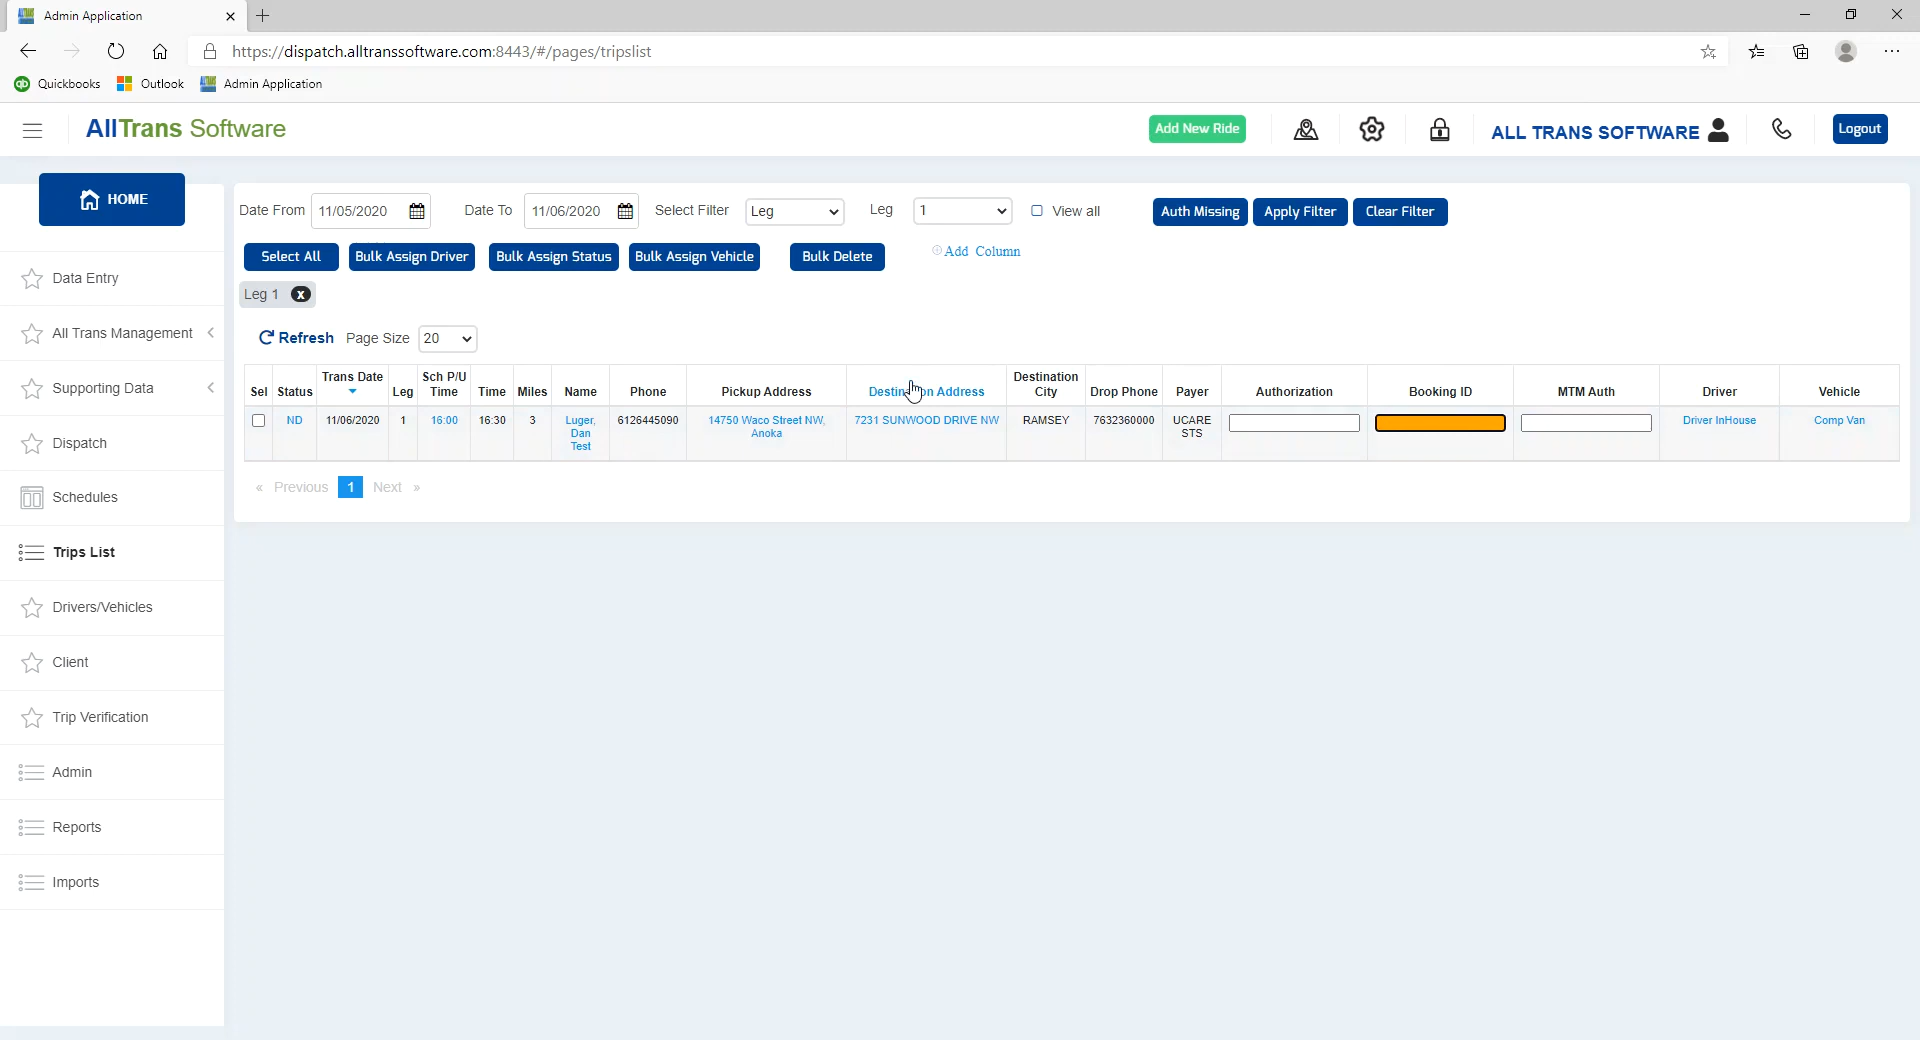 Admin Application
https://dispatch.alltranssoftware.com:8443/#/pages/tripslist
Quickbooks Outlook Admin Application
AllTrans Software Add New Ride ALL TRANS SOFTWARE Logout
HOME
Data Entry
All Trans Management
Supporting Data
Dispatch
Schedules
Trips List
Drivers/Vehicles
Client
Trip Verification
Admin
Reports
Imports
Date From 11/05/2020 Date To 11/06/2020 Select Filter Leg Leg 1 View all Auth Missing Apply Filter Clear Filter
Select All Bulk Assign Driver Bulk Assign Status Bulk Assign Vehicle Bulk Delete Add Column
Leg 1 x
Refresh Page Size 20
Sel Status Trans Date Leg Sch P/U Time Time Miles Name Phone Pickup Address Destination Address Destination City Drop Phone Payer Authorization Booking ID MTM Auth Driver Vehicle
ND 11/06/2020 1 16:00 16:30 3 Luger, Dan Test 6126445090 14750 Waco Street NW, Anoka 7231 SUNWOOD DRIVE NW RAMSEY 7632360000 UCARE STS Driver InHouse Comp Van
« Previous 1 Next »